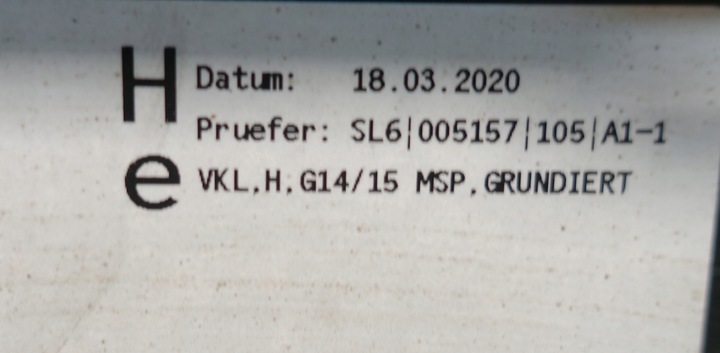 H Datum: 18.03.2020
Pruefer: SL6|005157|105|A1-1
e VKL,H,G14/15 MSP,GRUNDIERT